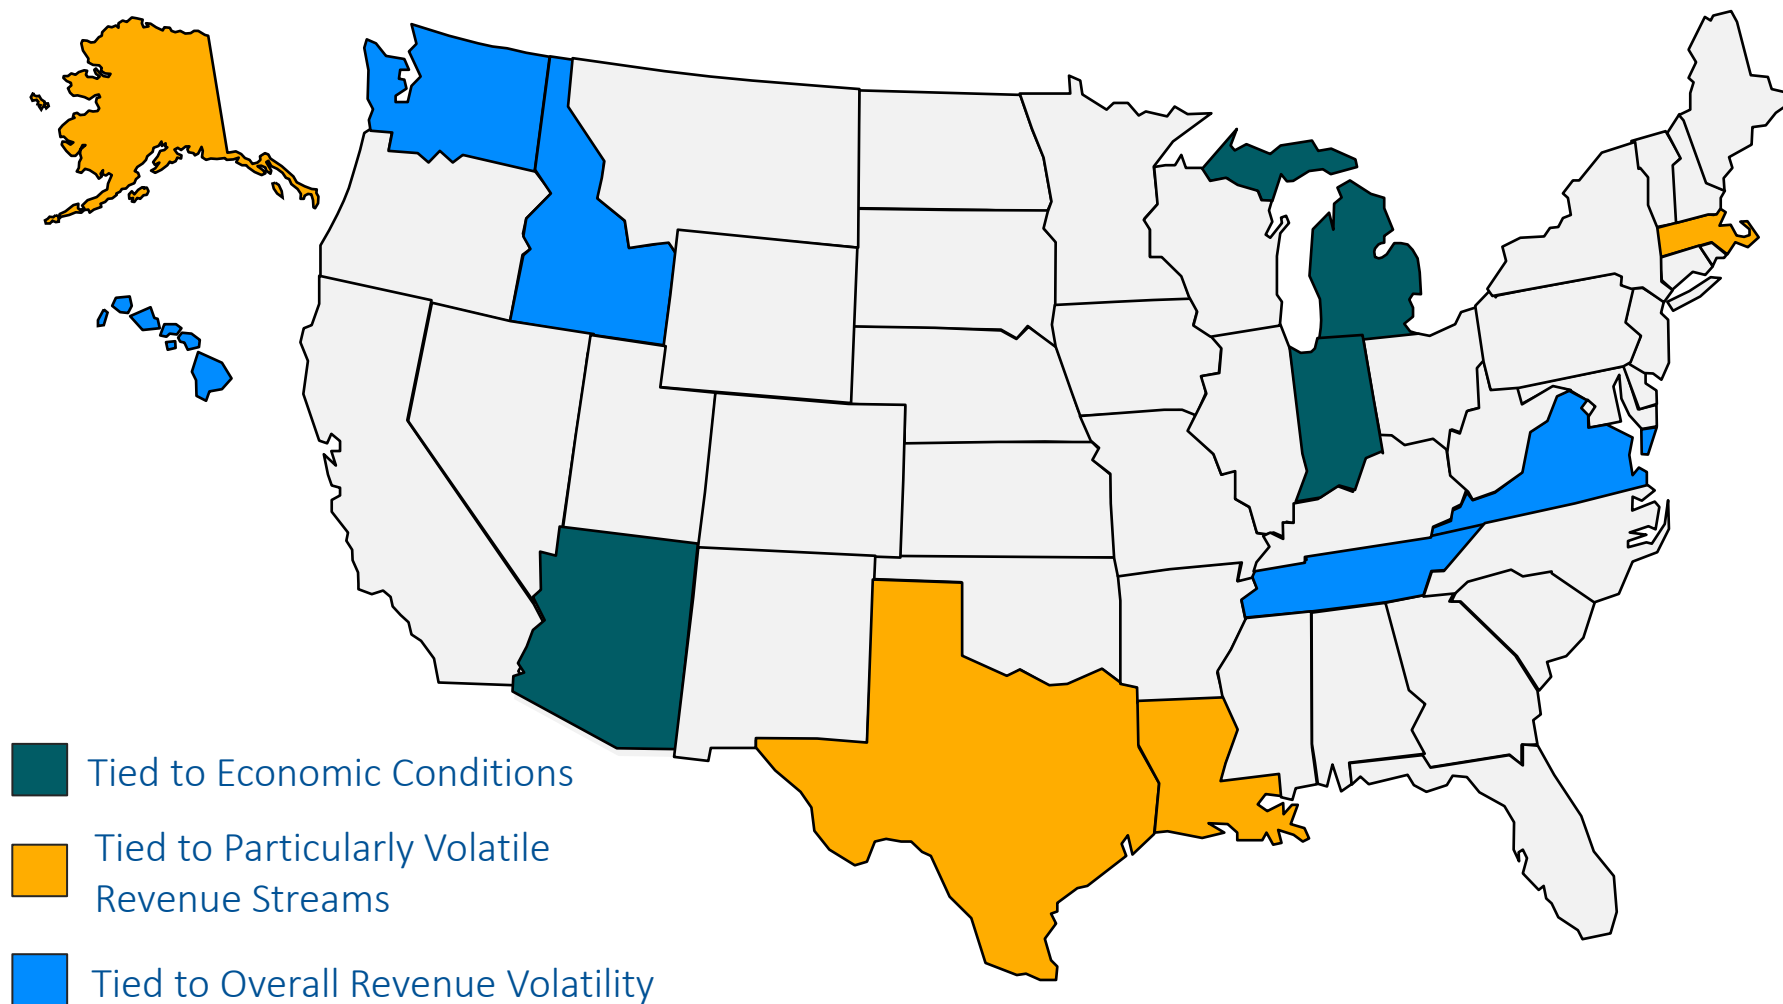 Tied to Economic Conditions
Tied to Particularly Volatile
Revenue Streams
Tied to Overall Revenue Volatility